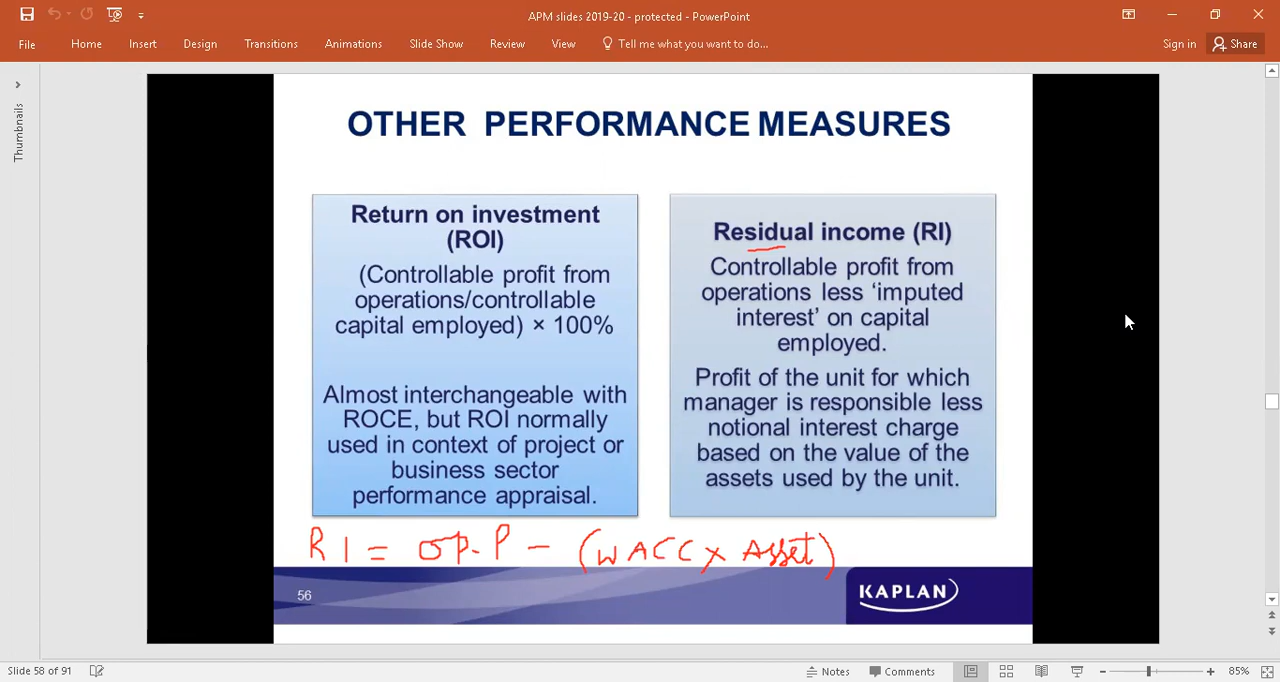 APM slides 2019-20 - protected - PowerPoint
File Home Insert Design Transitions Animations Slide Show Review View Tell me what you want to do... Sign in Share
Thumbnails
OTHER PERFORMANCE MEASURES
Return on investment
(ROI)
(Controllable profit from
operations/controllable
capital employed) × 100%
Almost interchangeable with
ROCE, but ROI normally
used in context of project or
business sector
performance appraisal.
Residual income (RI)
Controllable profit from
operations less ‘imputed
interest’ on capital
employed.
Profit of the unit for which
manager is responsible less
notional interest charge
based on the value of the
assets used by the unit.
RI = op. P - (WACC x Asset)
56
KAPLAN
Slide 58 of 91 Notes Comments 85%